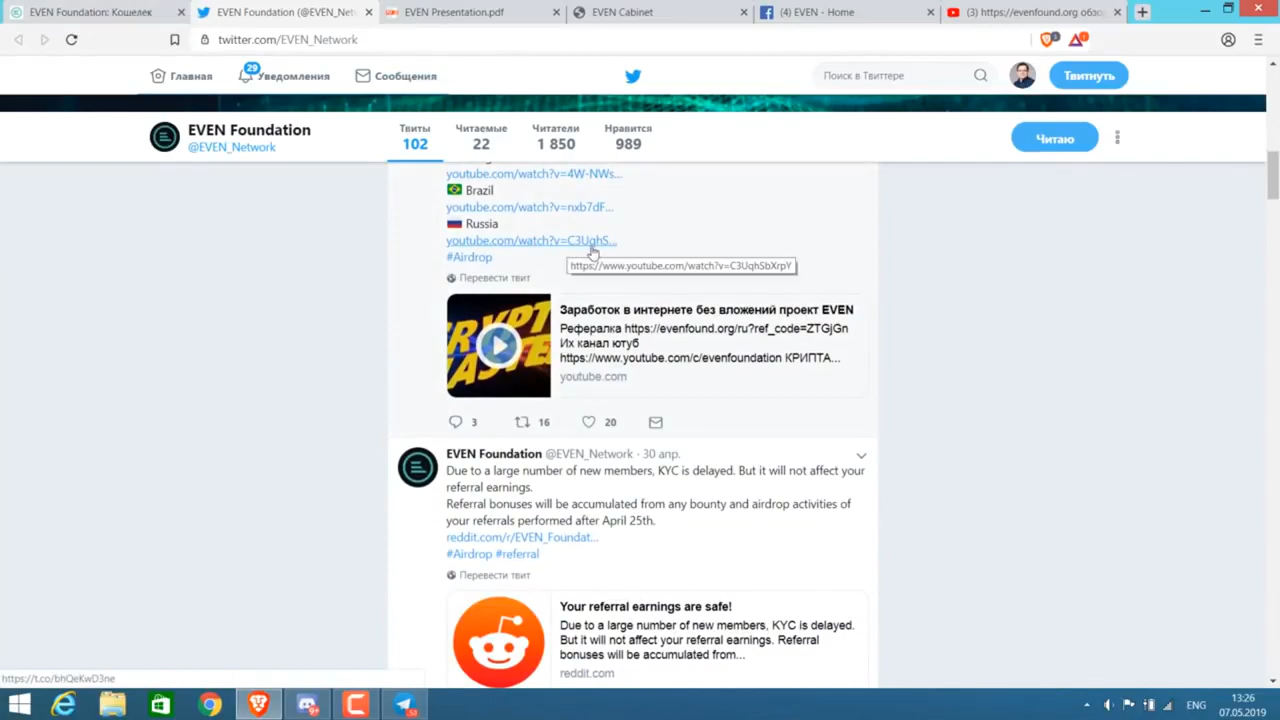 EVEN Foundation: Кошелёк
EVEN Foundation (@EVEN_Net
EVEN Presentation.pdf
EVEN Cabinet
(4) EVEN - Home
(3) https://evenfound.org обзо
twitter.com/EVEN_Network
Главная
29
Уведомления
Сообщения
Поиск в Твиттере
Твитнуть
EVEN Foundation
@EVEN_Network
Твиты
102
Читаемые
22
Читатели
1 850
Нравится
989
Читаю
youtube.com/watch?v=4W-NWs...
Brazil
youtube.com/watch?v=nxb7dF...
Russia
youtube.com/watch?v=C3UqhS...
https://www.youtube.com/watch?v=C3UqhSbXrpY
#Airdrop
Перевести твит
Заработок в интернете без вложений проект EVEN
Рефералка https://evenfound.org/ru?ref_code=ZTGjGn
Их канал ютуб
https://www.youtube.com/c/evenfoundation КРИПТА...
youtube.com
3
16
20
EVEN Foundation @EVEN_Network · 30 апр.
Due to a large number of new members, KYC is delayed. But it will not affect your
referral earnings.
Referral bonuses will be accumulated from any bounty and airdrop activities of
your referrals performed after April 25th.
reddit.com/r/EVEN_Foundat...
#Airdrop #referral
Перевести твит
Your referral earnings are safe!
Due to a large number of new members, KYC is delayed.
But it will not affect your referral earnings. Referral
bonuses will be accumulated from...
reddit.com
https://t.co/bhQeKwD3ne
ENG
13:26
07.05.2019